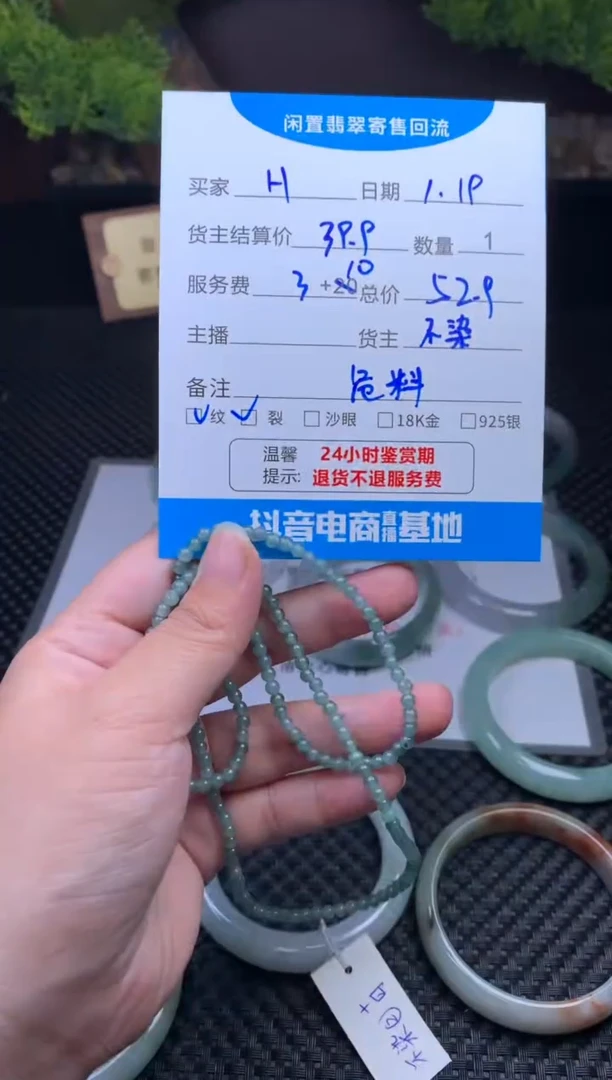 闲置翡翠寄售回流
买家 H 日期 1.19
货主结算价 39.9 数量 1
服务费 3 +20 10 总价 52.9
主播 货主 不染
备注 危料
✓纹 ✓裂 □沙眼 □18K金 □925银
温馨 24小时鉴赏期
提示: 退货不退服务费
抖音电商直播基地